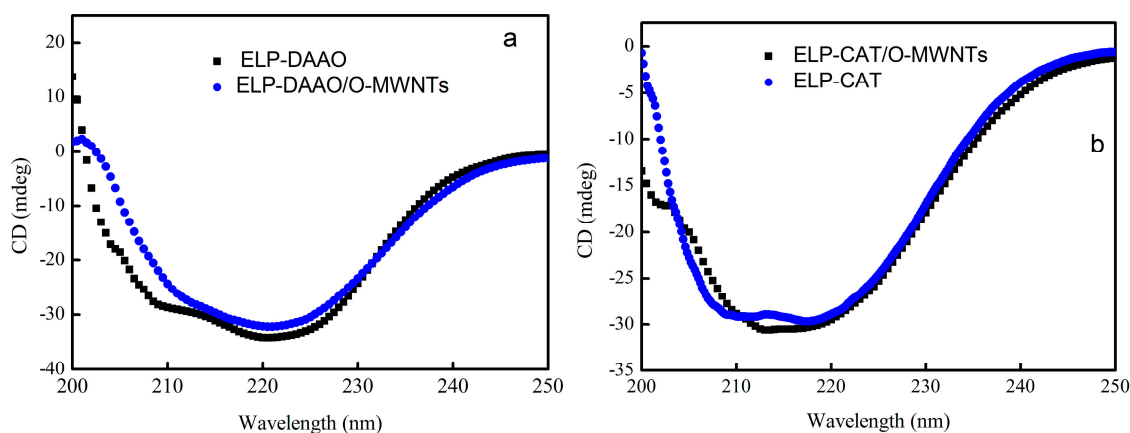 a
ELP-DAAO
ELP-DAAO/O-MWNTs
20
10
0
-10
-20
-30
-40
CD (mdeg)
200 210 220 230 240 250
Wavelength (nm)
b
ELP-CAT/O-MWNTs
ELP-CAT
0
-5
-10
-15
-20
-25
-30
-35
CD (mdeg)
200 210 220 230 240 250
Wavelength (nm)